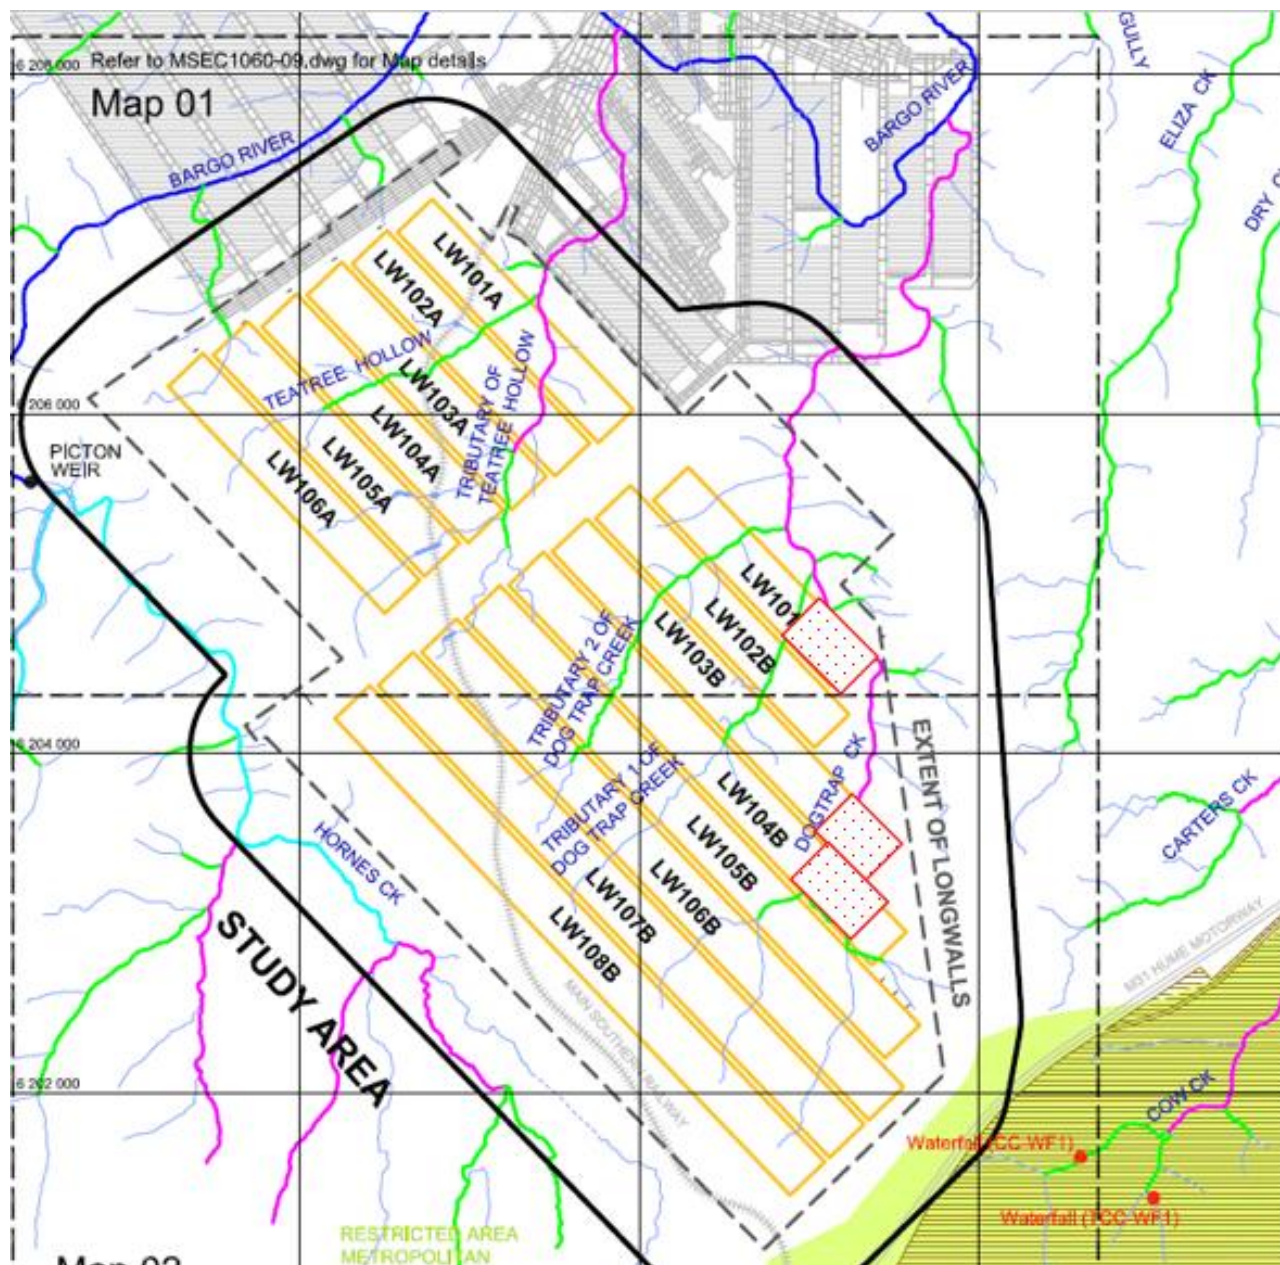 GULLY
6 208 000
Refer to MSEC1060-09.dwg for Map details
Map 01
BARGO RIVER
BARGO RIVER
ELIZA CK
LW101A
LW102A
TEATREE HOLLOW
LW103A
TRIBUTARY OF
TEATREE HOLLOW
6 206 000
LW104A
PICTON
WEIR
LW105A
LW106A
LW101
LW102B
LW103B
TRIBUTARY 2 OF
DOG TRAP CREEK
6 204 000
EXTENT OF LONGWALLS
DOGTRAP CK
TRIBUTARY 1 OF
DOG TRAP CREEK
LW104B
LW105B
CARTERS CK
HORNES CK
LW106B
LW107B
LW108B
STUDY AREA
M31 HUME MOTORWAY
MAIN SOUTHERN RAILWAY
6 202 000
COW CK
Waterfall (CC-WF1)
Waterfall (TCC-WF1)
RESTRICTED AREA
METROPOLITAN